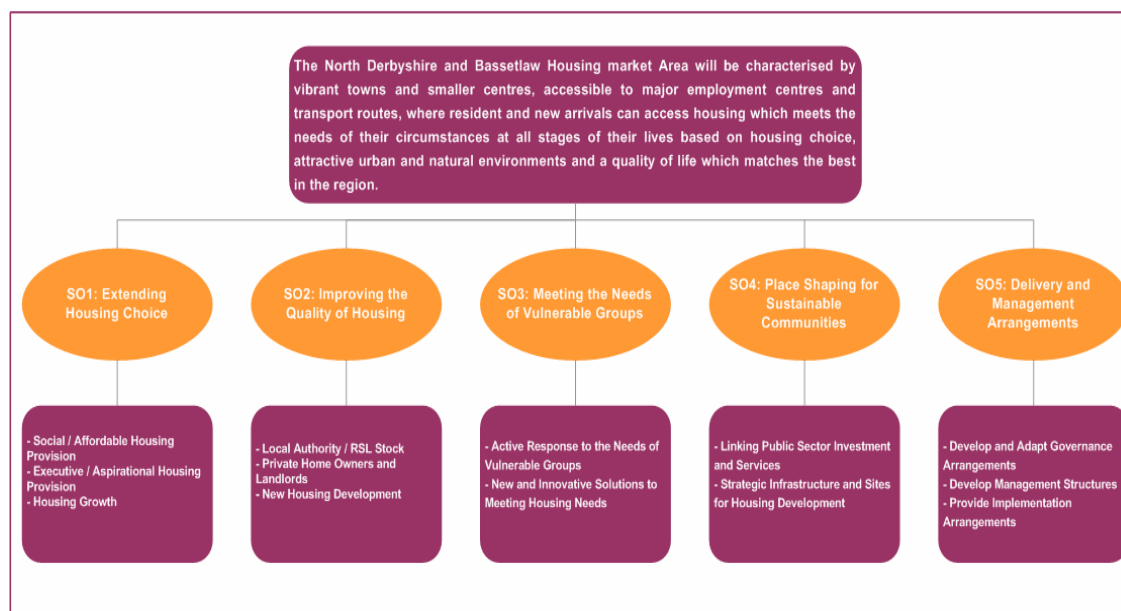 The North Derbyshire and Bassetlaw Housing market Area will be characterised by
vibrant towns and smaller centres, accessible to major employment centres and
transport routes, where resident and new arrivals can access housing which meets the
needs of their circumstances at all stages of their lives based on housing choice,
attractive urban and natural environments and a quality of life which matches the best
in the region.
SO1: Extending
Housing Choice
SO2: Improving the
Quality of Housing
SO3: Meeting the Needs
of Vulnerable Groups
SO4: Place Shaping for
Sustainable
Communities
SO5: Delivery and
Management
Arrangements
- Social / Affordable Housing
Provision
- Executive / Aspirational Housing
Provision
- Housing Growth
- Local Authority / RSL Stock
- Private Home Owners and
Landlords
- New Housing Development
- Active Response to the Needs of
Vulnerable Groups
- New and Innovative Solutions to
Meeting Housing Needs
- Linking Public Sector Investment
and Services
- Strategic Infrastructure and Sites
for Housing Development
- Develop and Adapt Governance
Arrangements
- Develop Management Structures
- Provide Implementation
Arrangements